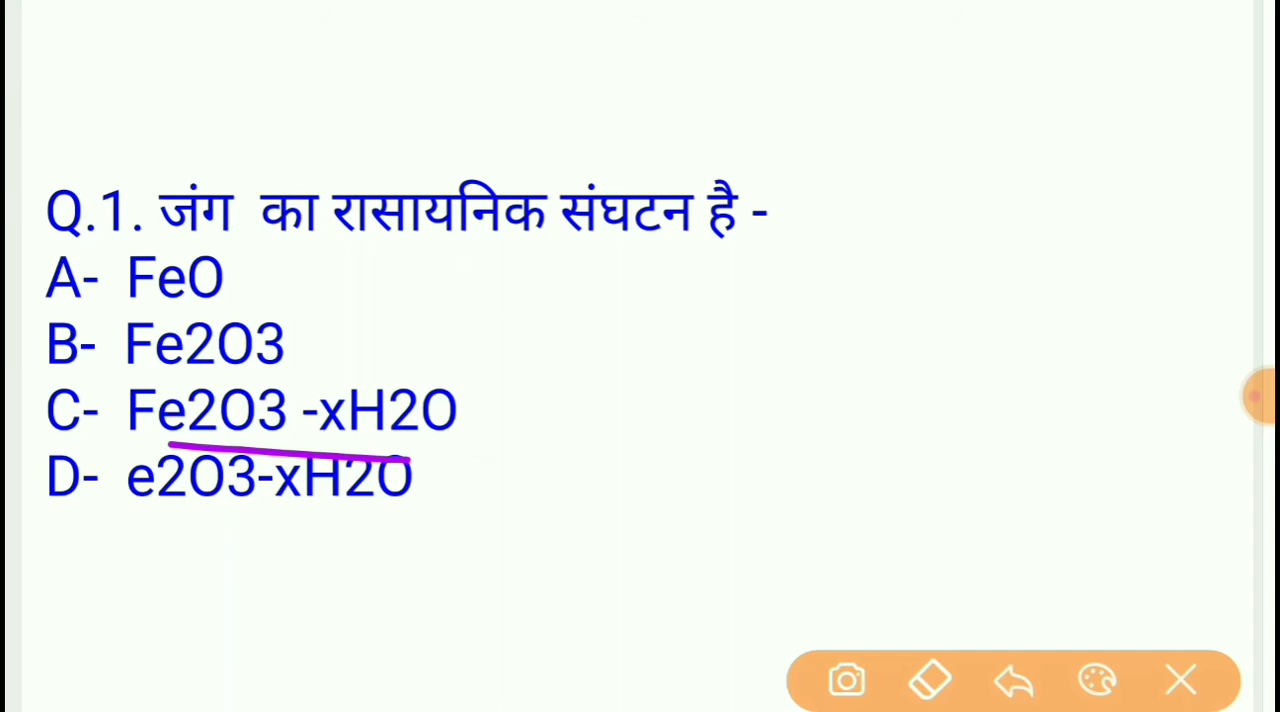 Q.1. जंग का रासायनिक संघटन है -
A- FeO
B- Fe2O3
C- Fe2O3 -xH2O
D- e2O3-xH2O